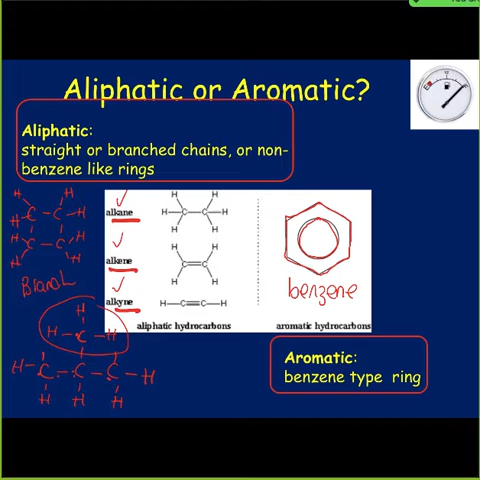 Aliphatic or Aromatic?
Aliphatic:
straight or branched chains, or non-
benzene like rings
H H
H C C H
H C C H
H H
alkane
H H
H C C H
H H
alkene
H H
C C
H H
alkyne
H C C H
benzene
aliphatic hydrocarbons
aromatic hydrocarbons
H
H C H
H C C C H
H H H
Aromatic:
benzene type ring